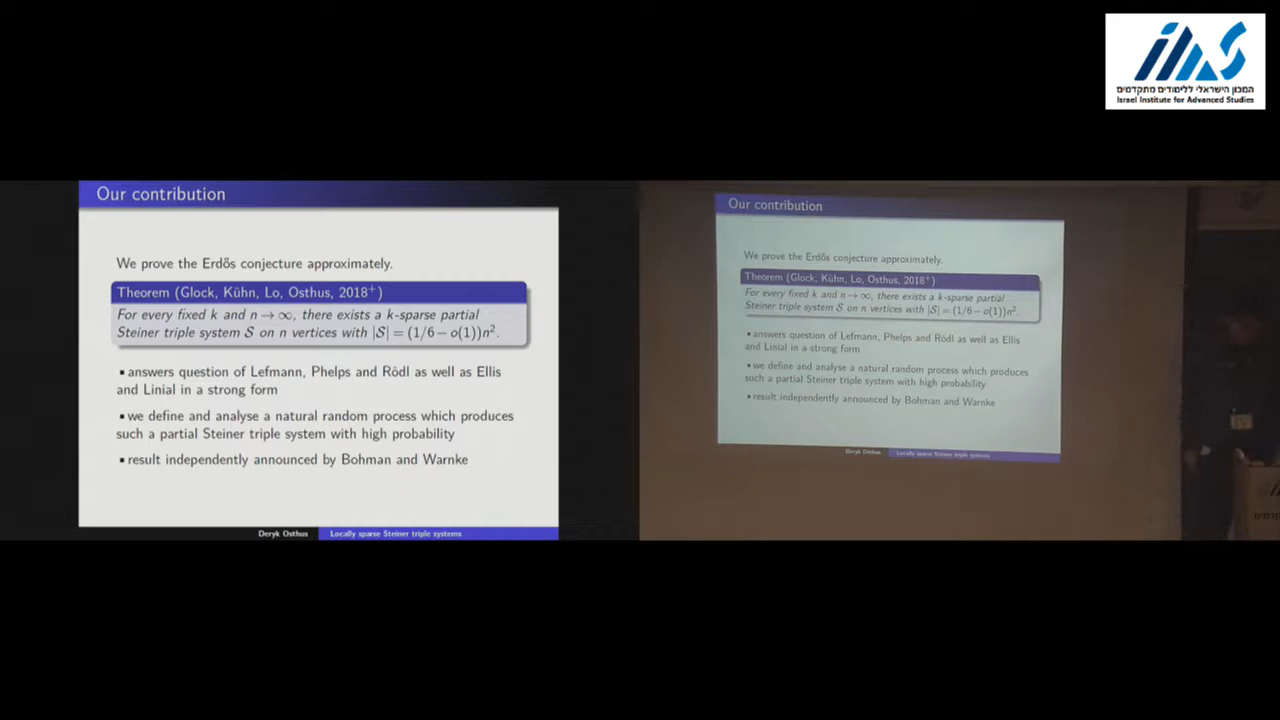 המכון הישראלי ללימודים מתקדמים
Israel Institute for Advanced Studies
Our contribution
We prove the Erdős conjecture approximately.
Theorem (Glock, Kühn, Lo, Osthus, 2018⁺)
For every fixed k and n → ∞, there exists a k-sparse partial
Steiner triple system S on n vertices with |S| = (1/6 − o(1))n².
▪ answers question of Lefmann, Phelps and Rödl as well as Ellis
and Linial in a strong form
▪ we define and analyse a natural random process which produces
such a partial Steiner triple system with high probability
▪ result independently announced by Bohman and Warnke
Deryk Osthus Locally sparse Steiner triple systems
Our contribution
We prove the Erdős conjecture approximately.
Theorem (Glock, Kühn, Lo, Osthus, 2018⁺)
For every fixed k and n → ∞, there exists a k-sparse partial
Steiner triple system S on n vertices with |S| = (1/6 − o(1))n².
▪ answers question of Lefmann, Phelps and Rödl as well as Ellis
and Linial in a strong form
▪ we define and analyse a natural random process which produces
such a partial Steiner triple system with high probability
▪ result independently announced by Bohman and Warnke
Deryk Osthus Locally sparse Steiner triple systems